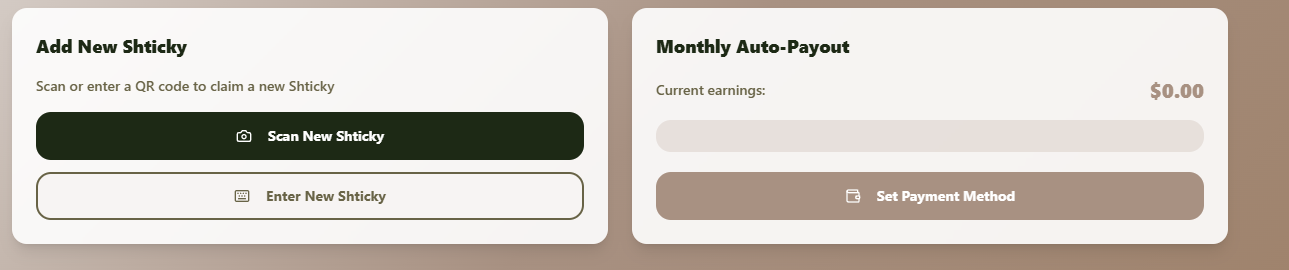 Add New Shticky
Scan or enter a QR code to claim a new Shticky
Scan New Shticky
Enter New Shticky
Monthly Auto-Payout
Current earnings:
$0.00
Set Payment Method